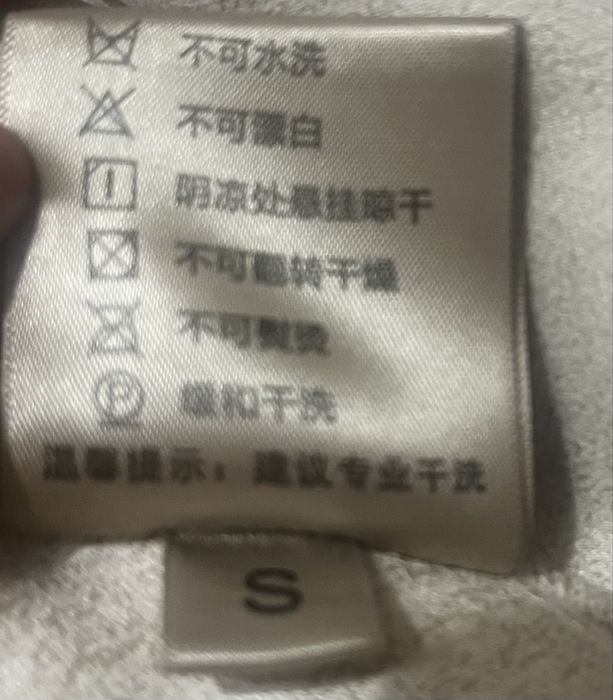 不可水洗
不可漂白
阴凉处悬挂晾干
不可翻转干燥
不可熨烫
P
缓和干洗
温馨提示：建议专业干洗
S